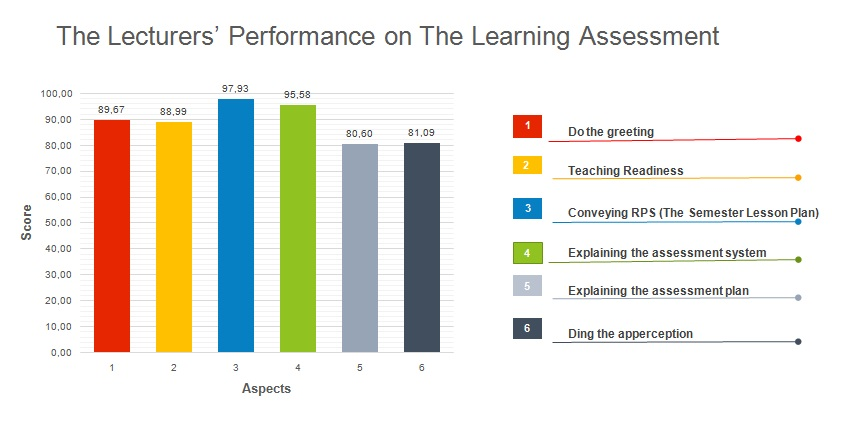 The Lecturers’ Performance on The Learning Assessment
Score
100,00
90,00
80,00
70,00
60,00
50,00
40,00
30,00
20,00
10,00
0,00
89,67
88,99
97,93
95,58
80,60
81,09
1 2 3 4 5 6
Aspects
1 Do the greeting
2 Teaching Readiness
3 Conveying RPS (The Semester Lesson Plan)
4 Explaining the assessment system
5 Explaining the assessment plan
6 Ding the apperception